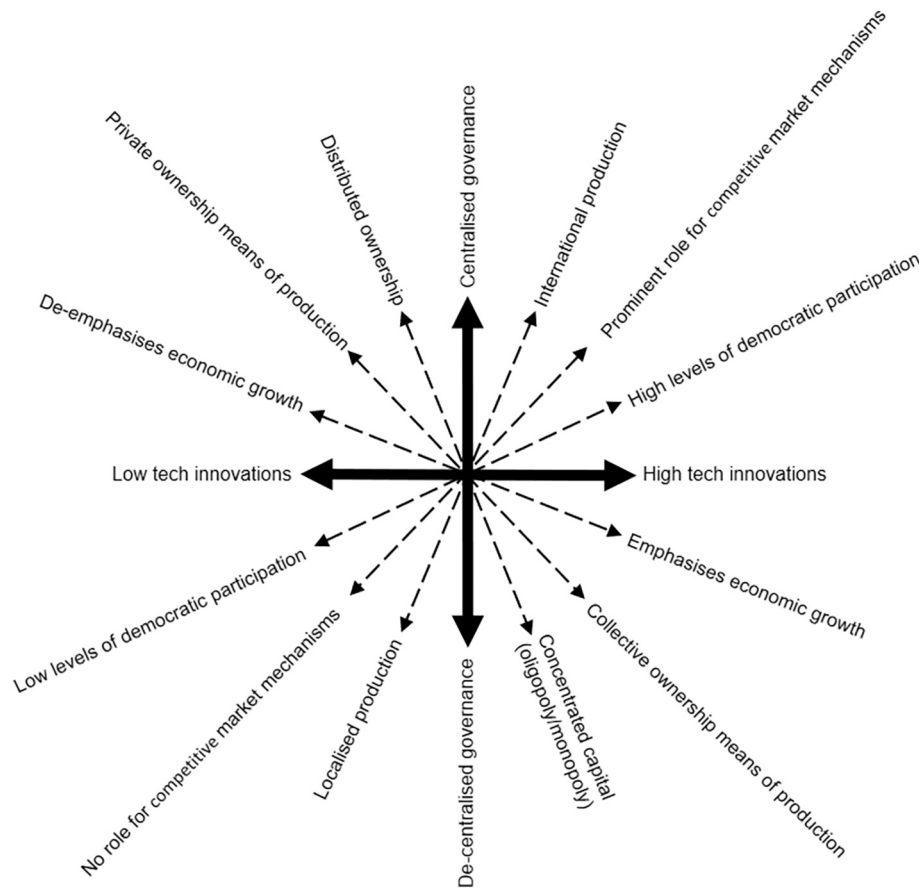 Centralised governance
International production
Prominent role for competitive market mechanisms
High levels of democratic participation
High tech innovations
Emphasises economic growth
Collective ownership means of production
Concentrated capital
(oligopoly/monopoly)
De-centralised governance
Localised production
No role for competitive market mechanisms
Low levels of democratic participation
Low tech innovations
De-emphasises economic growth
Private ownership means of production
Distributed ownership